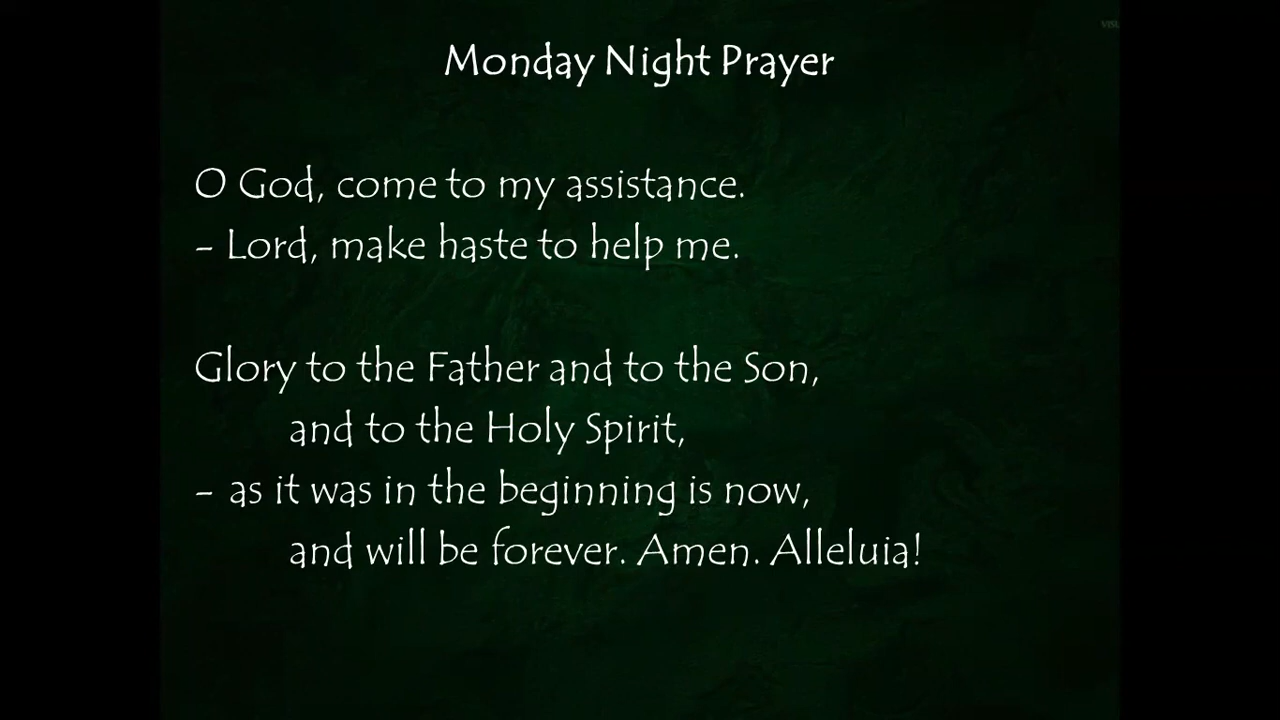 Monday Night Prayer
O God, come to my assistance.
- Lord, make haste to help me.
Glory to the Father and to the Son,
and to the Holy Spirit,
- as it was in the beginning is now,
and will be forever. Amen. Alleluia!